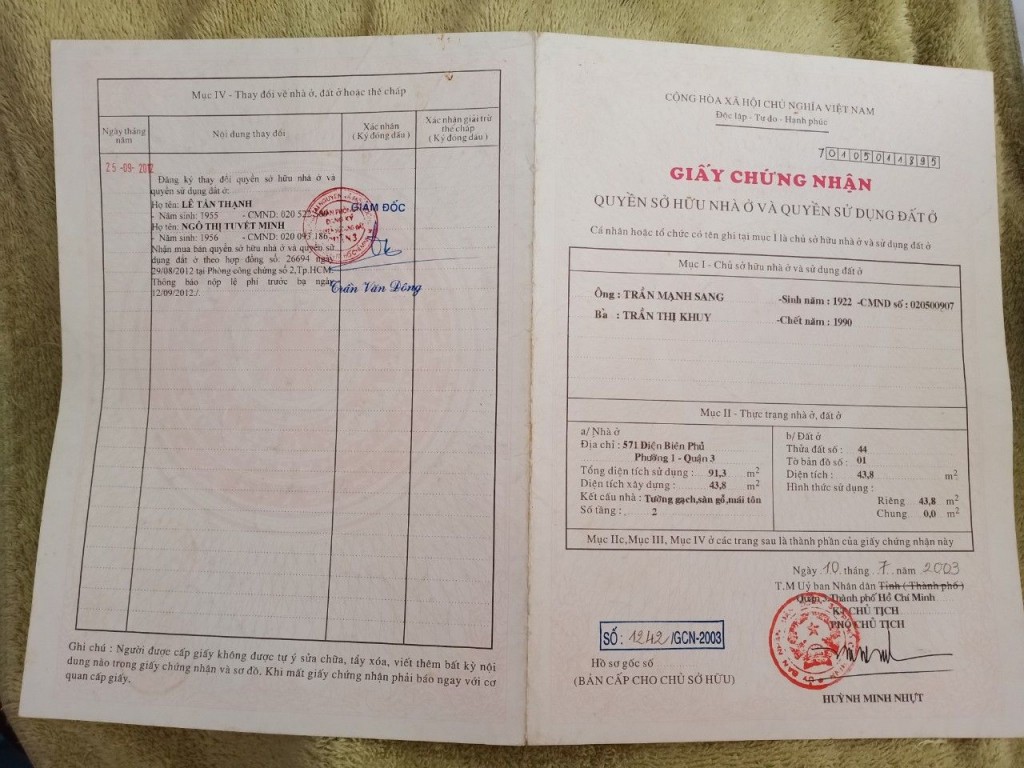 Mục IV - Thay đổi về nhà ở, đất ở hoặc thế chấp
Ngày tháng năm
Nội dung thay đổi
Xác nhận
( Ký đóng dấu )
Xác nhận giải trừ thế chấp
( Ký đóng dấu )
25-09-2012
Đăng ký thay đổi quyền sở hữu nhà ở và
quyền sử dụng đất ở:
Họ tên: LÊ TẤN THẠNH
- Năm sinh: 1955 - CMND: 020 522
Họ tên: NGÔ THỊ TUYẾT MINH
- Năm sinh: 1956 - CMND: 020 093 186
Nhận mua bán quyền sở hữu nhà ở và quyền sử
dụng đất ở theo hợp đồng số: 26694 ngày
29/08/2012 tại Phòng công chứng số 2,Tp.HCM.
Thông báo nộp lệ phí trước bạ ngày
12/09/2012./.
GIÁM ĐỐC
Trần Văn Đông
Ghi chú : Người được cấp giấy không được tự ý sửa chữa, tẩy xóa, viết thêm bất kỳ nội
dung nào trong giấy chứng nhận và sơ đồ. Khi mất giấy chứng nhận phải báo ngay với cơ
quan cấp giấy.
CỘNG HÒA XÃ HỘI CHỦ NGHĨA VIỆT NAM
Độc lập - Tự do - Hạnh phúc
70105011895
GIẤY CHỨNG NHẬN
QUYỀN SỞ HỮU NHÀ Ở VÀ QUYỀN SỬ DỤNG ĐẤT Ở
Cá nhân hoặc tổ chức có tên ghi tại mục I là chủ sở hữu nhà ở và sử dụng đất ở
Mục I - Chủ sở hữu nhà ở và sử dụng đất ở
Ông : TRẦN MẠNH SANG -Sinh năm : 1922 -CMND số : 020500907
Bà : TRẦN THỊ KHUY -Chết năm : 1990
Mục II - Thực trạng nhà ở, đất ở
a/ Nhà ở
Địa chỉ : 571 Điện Biên Phủ
Phường 1 - Quận 3
Tổng diện tích sử dụng : 91,3 m²
Diện tích xây dựng : 43,8 m²
Kết cấu nhà : Tường gạch,sàn gỗ,mái tôn
Số tầng : 2
b/ Đất ở
Thửa đất số : 44
Tờ bản đồ số : 01
Diện tích : 43,8 m²
Hình thức sử dụng :
Riêng 43,8 m²
Chung 0,0 m²
Mục IIc,Mục III, Mục IV ở các trang sau là thành phần của giấy chứng nhận này
Ngày 10 tháng 7 năm 2003
T.M Uỷ ban Nhân dân Tỉnh ( Thành phố )
Quận 3 Thành phố Hồ Chí Minh
KT CHỦ TỊCH
PHÓ CHỦ TỊCH
SỐ: 1242/GCN-2003
Hồ sơ gốc số
(BẢN CẤP CHO CHỦ SỞ HỮU)
HUỲNH MINH NHỰT